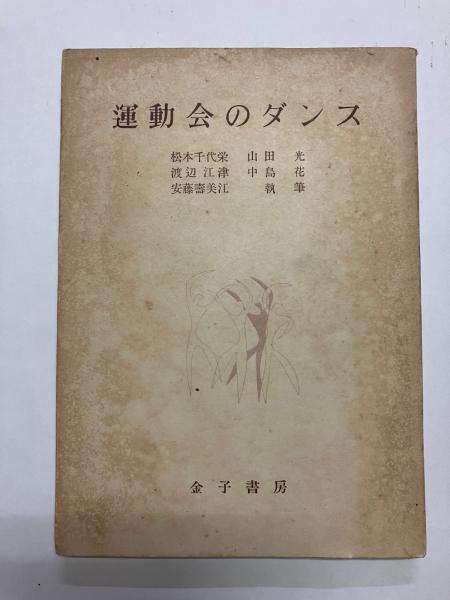 運動会のダンス
松本千代栄 山田 光
渡辺江津 中島 花
安藤壽美江 執筆
金子書房